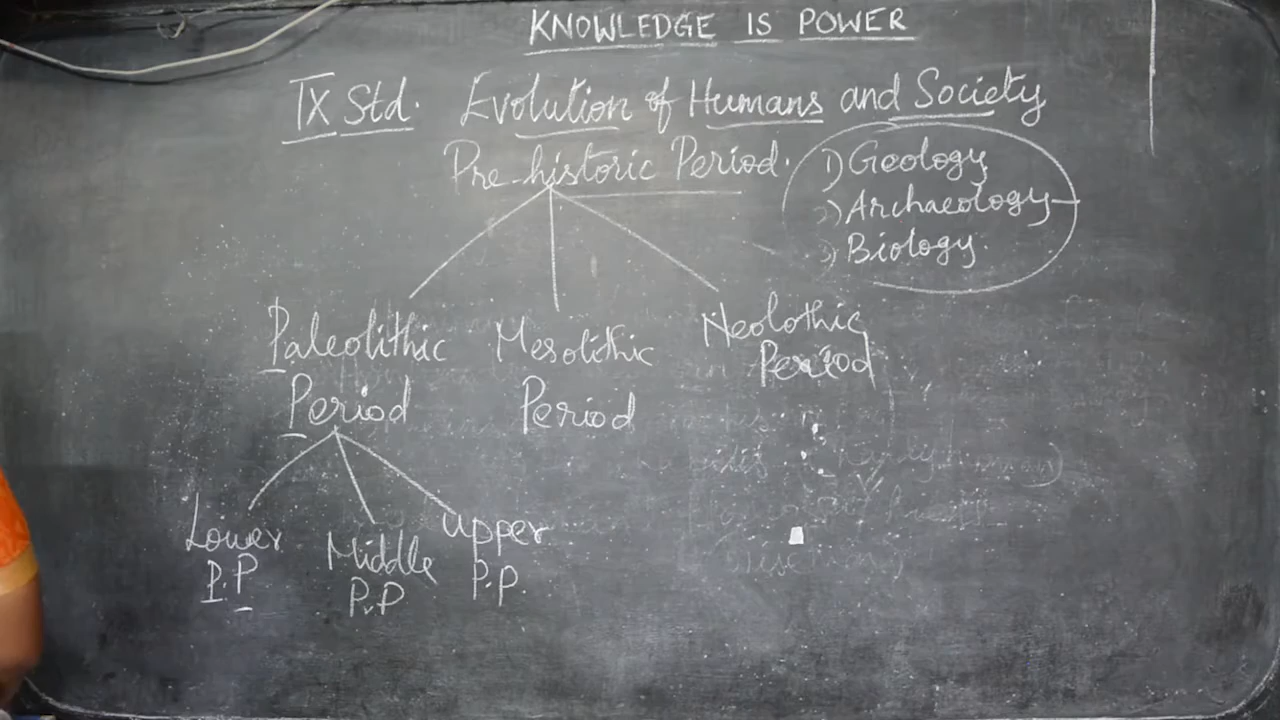 KNOWLEDGE IS POWER
IX Std. Evolution of Humans and Society
Pre-historic Period.
1) Geology
2) Archaeology
3) Biology.
Paleolithic
Period
Mesolithic
Period
Neolothic
Period
Lower
P.P
Middle
P.P
Upper
P.P.